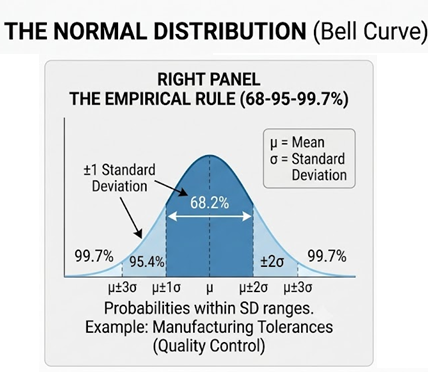 THE NORMAL DISTRIBUTION (Bell Curve)
RIGHT PANEL
THE EMPIRICAL RULE (68-95-99.7%)
μ = Mean
σ = Standard
Deviation
±1 Standard
Deviation
68.2%
99.7%
95.4%
±2σ
99.7%
μ±3σ
μ±1σ
μ
μ±2σ
μ±3σ
Probabilities within SD ranges.
Example: Manufacturing Tolerances
(Quality Control)